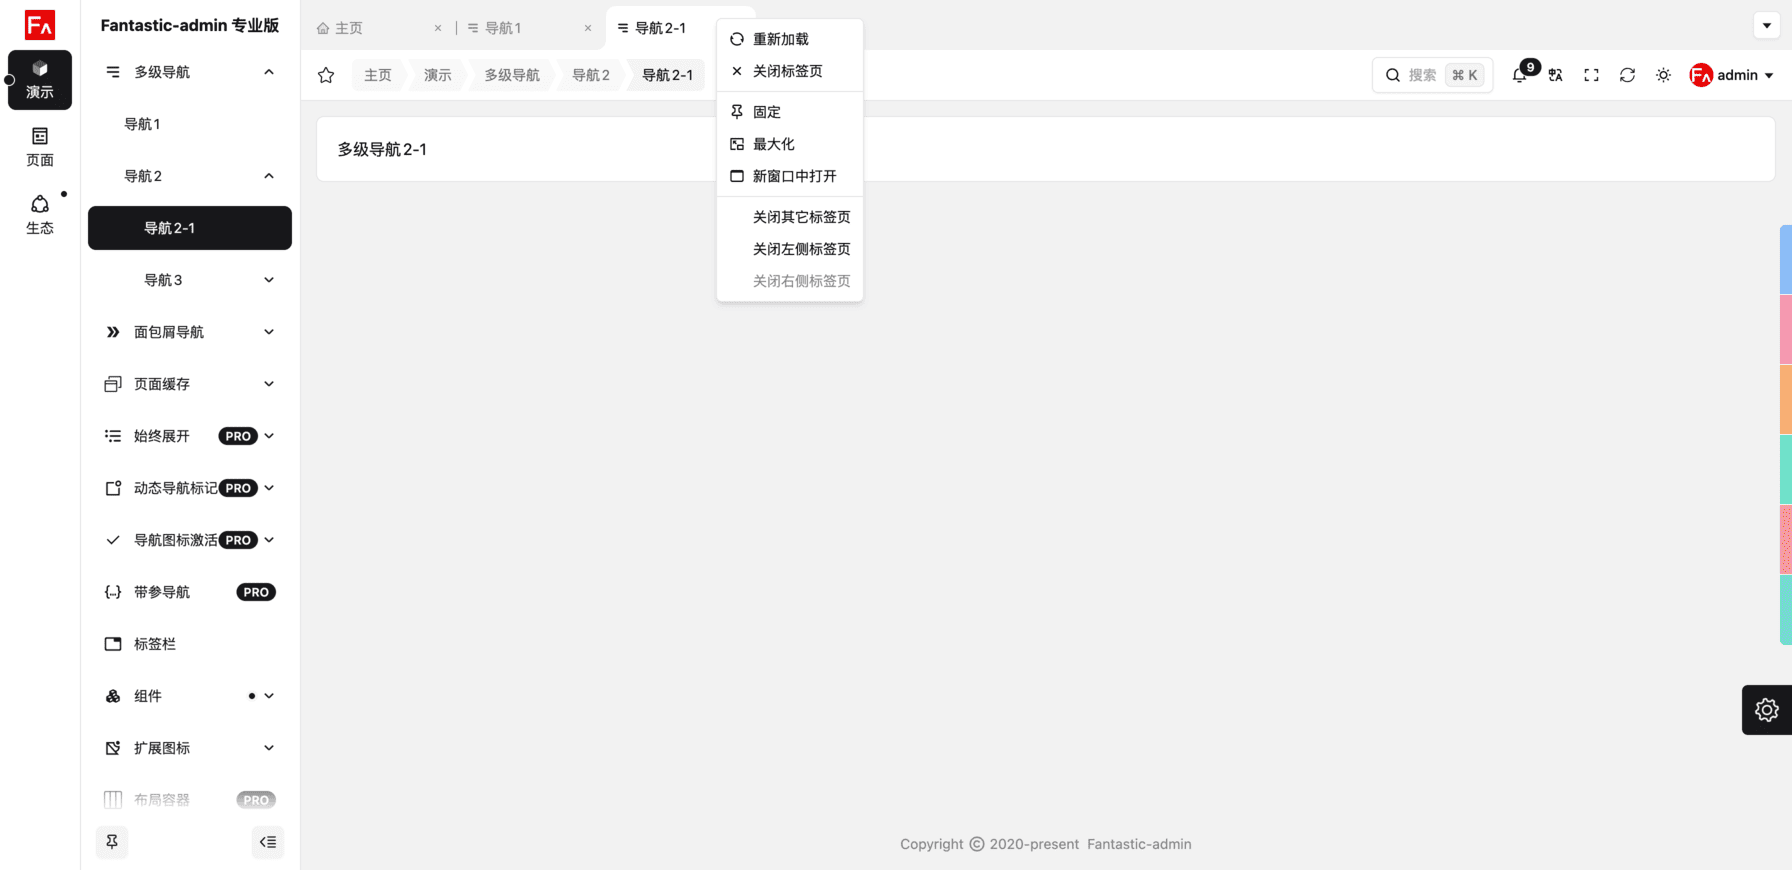 Fantastic-admin 专业版
演示
页面
生态
多级导航
导航1
导航2
导航2-1
导航3
面包屑导航
页面缓存
始终展开 PRO
动态导航标记 PRO
导航图标激活 PRO
带参导航 PRO
标签栏
组件
扩展图标
布局容器 PRO
主页 × 导航1 × 导航2-1
主页 演示 多级导航 导航2 导航2-1
搜索 ⌘ K 9 admin
多级导航2-1
重新加载
关闭标签页
固定
最大化
新窗口中打开
关闭其它标签页
关闭左侧标签页
关闭右侧标签页
Copyright © 2020-present Fantastic-admin